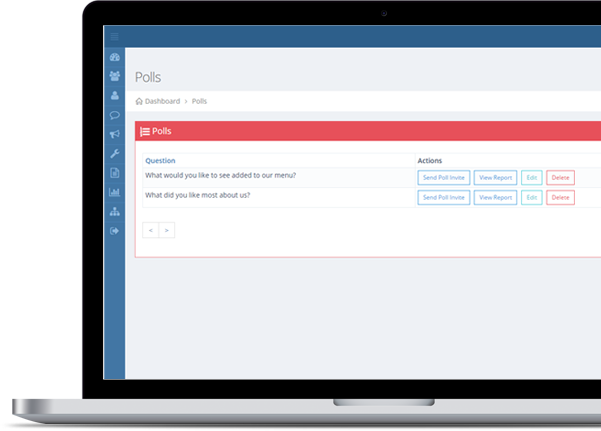 Polls
Dashboard > Polls
Polls
Question Actions
What would you like to see added to our menu? Send Poll Invite View Report Edit Delete
What did you like most about us? Send Poll Invite View Report Edit Delete
< >